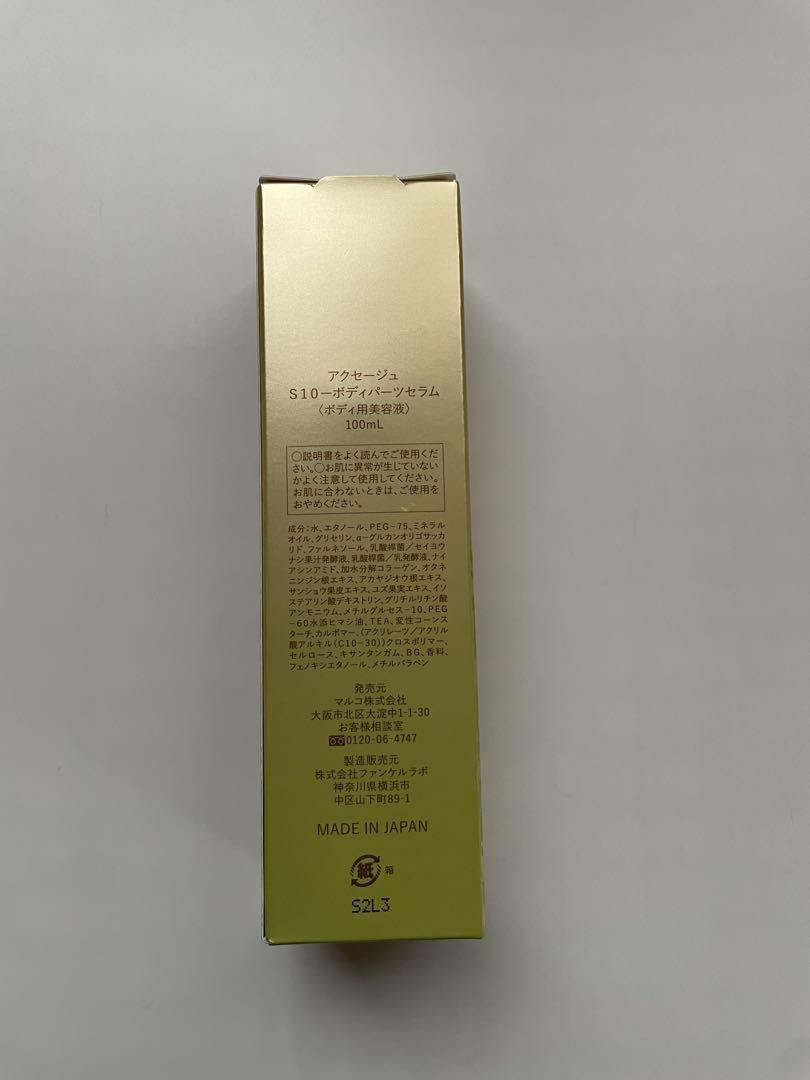 アクセージュ
S10ーボディパーツセラム
〈ボディ用美容液〉
100mL
○説明書をよく読んでご使用くだ
さい。○お肌に異常が生じていない
かよく注意して使用してください。
お肌に合わないときは、ご使用を
おやめください。
成分：水、エタノール、PEG-75、ミネラル
オイル、グリセリン、α-グルカンオリゴサッカ
リド、ファルネソール、乳酸桿菌／セイヨウ
ナシ果汁発酵液、乳酸桿菌／乳発酵液、ナイ
アシンアミド、加水分解コラーゲン、オタネ
ニンジン根エキス、アカヤジオウ根エキス、
サンショウ果皮エキス、ユズ果実エキス、イソ
ステアリン酸デキストリン、グリチルリチン酸
アンモニウム、メチルグルセス-10、PEG
-60水添ヒマシ油、TEA、変性コーンス
ターチ、カルボマー、（アクリレーツ／アクリル
酸アルキル（C10-30））クロスポリマー、
セルロース、キサンタンガム、BG、香料、
フェノキシエタノール、メチルパラベン
発売元
マルコ株式会社
大阪市北区大淀中1-1-30
お客様相談室
0120-06-4747
製造販売元
株式会社ファンケルラボ
神奈川県横浜市
中区山下町89-1
MADE IN JAPAN
紙 箱
S2L3